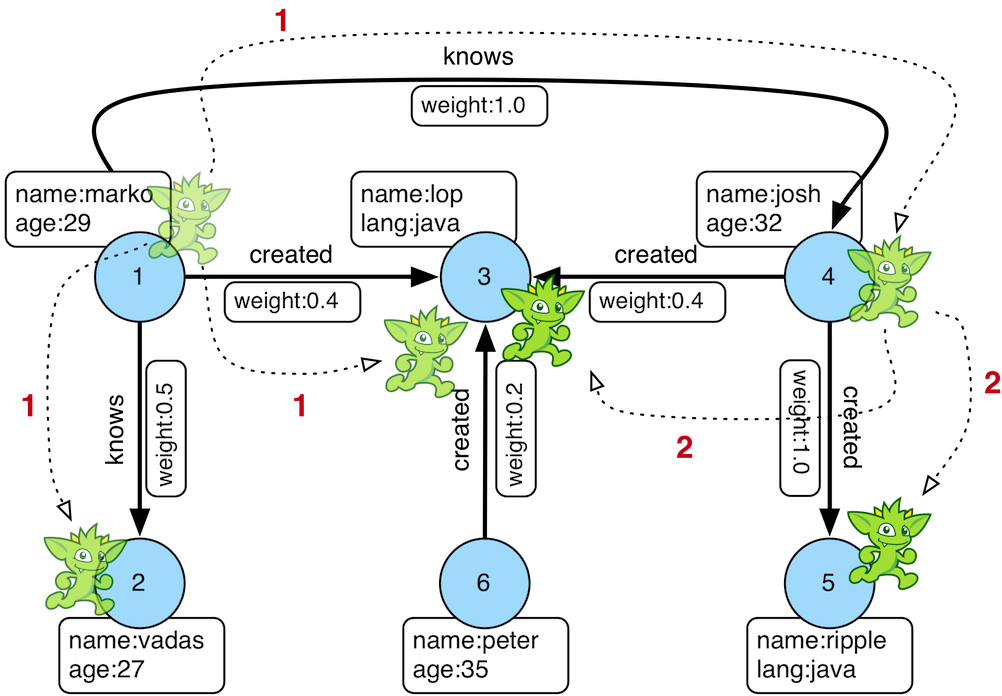 1
knows
weight:1.0
name:marko
age:29
name:lop
lang:java
name:josh
age:32
created
created
1
3
4
weight:0.4
weight:0.4
1
1
knows
weight:0.5
created
weight:0.2
2
weight:1.0
created
2
2
6
5
name:vadas
age:27
name:peter
age:35
name:ripple
lang:java